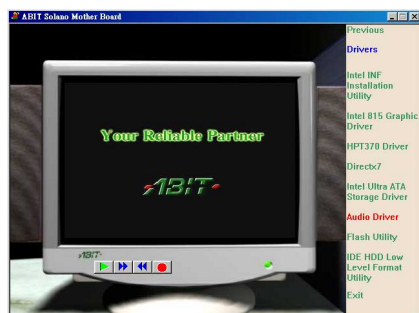 ABIT Solano Mother Board
Previous
Drivers
Intel INF
Installation
Utility
Intel 815 Graphic
Driver
HPT370 Driver
Directx7
Intel Ultra ATA
Storage Driver
Audio Driver
Flash Utility
IDE HDD Low
Level Format
Utility
Exit
Your Reliable Partner
ABIT
ABIT